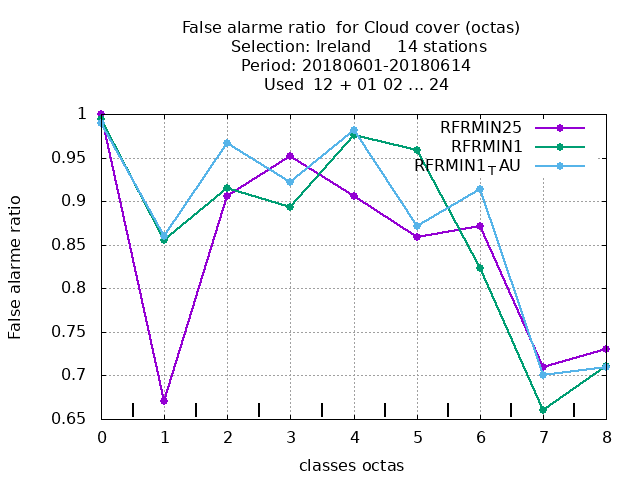 False alarme ratio  for Cloud cover (octas)
Selection: Ireland     14 stations
Period: 20180601-20180614
Used  12 + 01 02 ... 24
RFRMIN25
RFRMIN1
RFRMIN1_TAU
False alarme ratio
1
0.95
0.9
0.85
0.8
0.75
0.7
0.65
0 1 2 3 4 5 6 7 8
classes octas